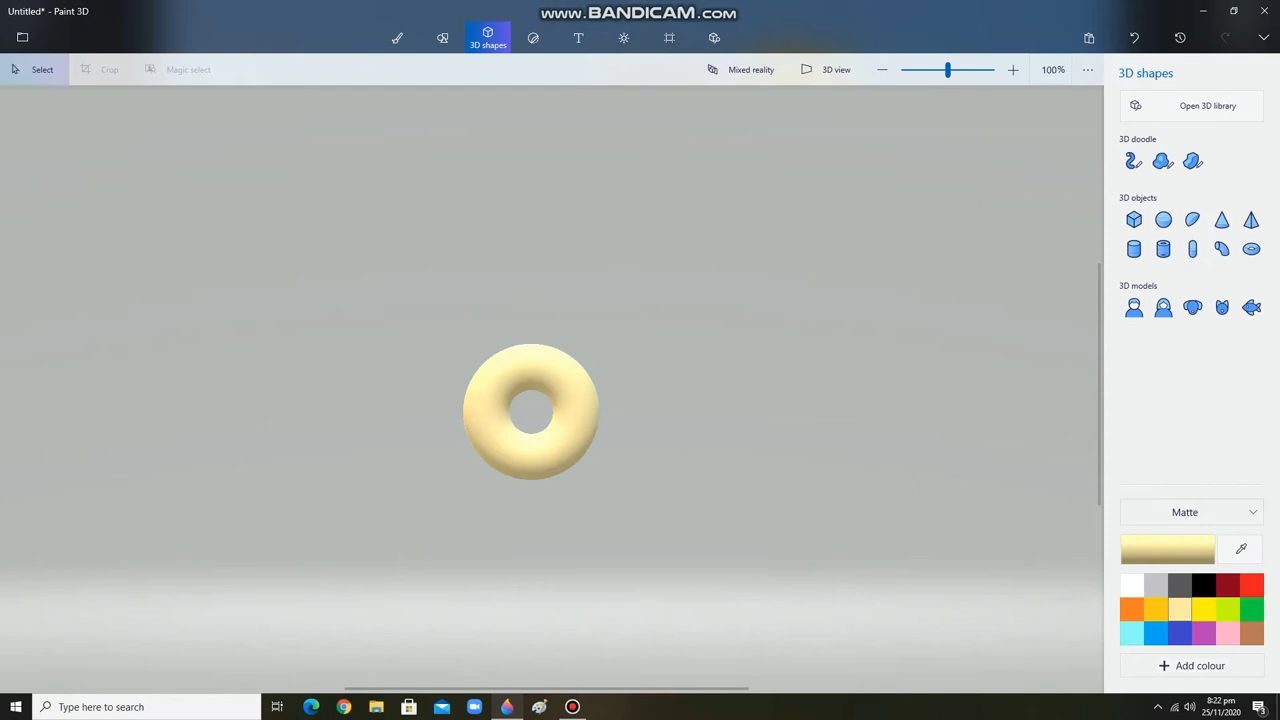 Untitled* - Paint 3D
www.BANDICAM.com
3D shapes
Select
Crop
Magic select
Mixed reality
3D view
100%
3D shapes
Open 3D library
3D doodle
3D objects
3D models
Matte
Add colour
Type here to search
8:22 pm
25/11/2020
3